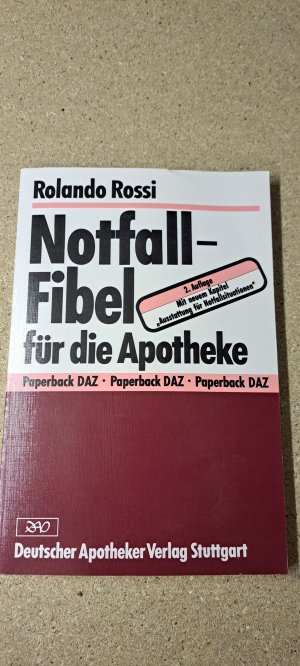 Rolando Rossi
Notfall-
Fibel
2. Auflage
Mit neuem Kapitel
„Ausstattung für Notfallsituationen“
für die Apotheke
Paperback DAZ · Paperback DAZ · Paperback DAZ
Deutscher Apotheker Verlag Stuttgart